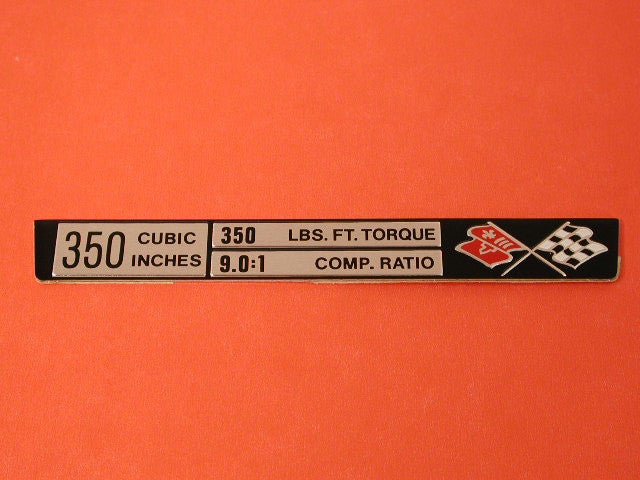 350 CUBIC INCHES
350 LBS. FT. TORQUE
9.0:1 COMP. RATIO